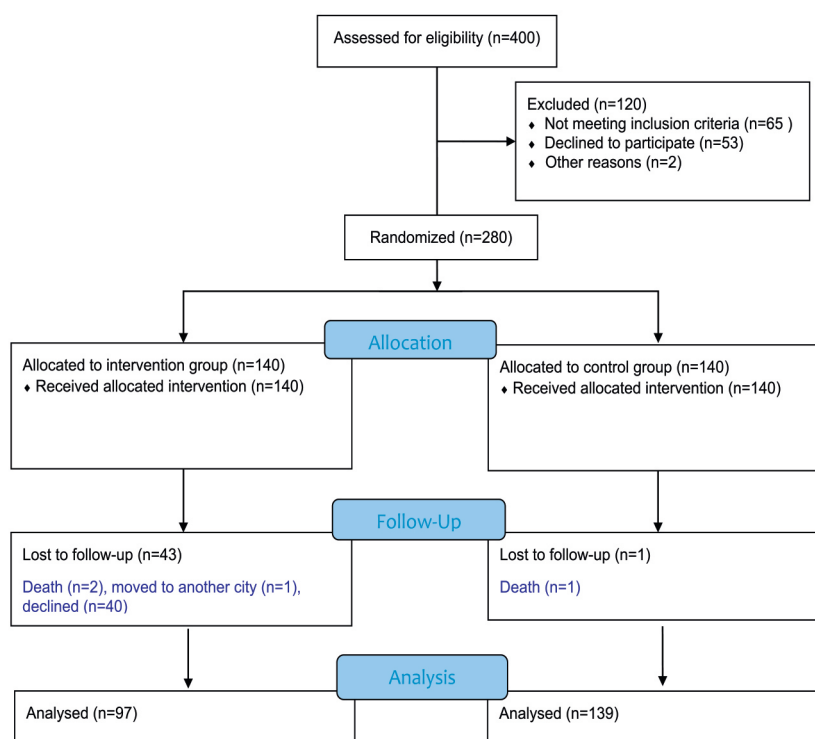 Assessed for eligibility (n=400)
Excluded (n=120)
♦ Not meeting inclusion criteria (n=65 )
♦ Declined to participate (n=53)
♦ Other reasons (n=2)
Randomized (n=280)
Allocation
Allocated to intervention group (n=140)
♦ Received allocated intervention (n=140)
Allocated to control group (n=140)
♦ Received allocated intervention (n=140)
Follow-Up
Lost to follow-up (n=43)
Death (n=2), moved to another city (n=1),
declined (n=40)
Lost to follow-up (n=1)
Death (n=1)
Analysis
Analysed (n=97)
Analysed (n=139)